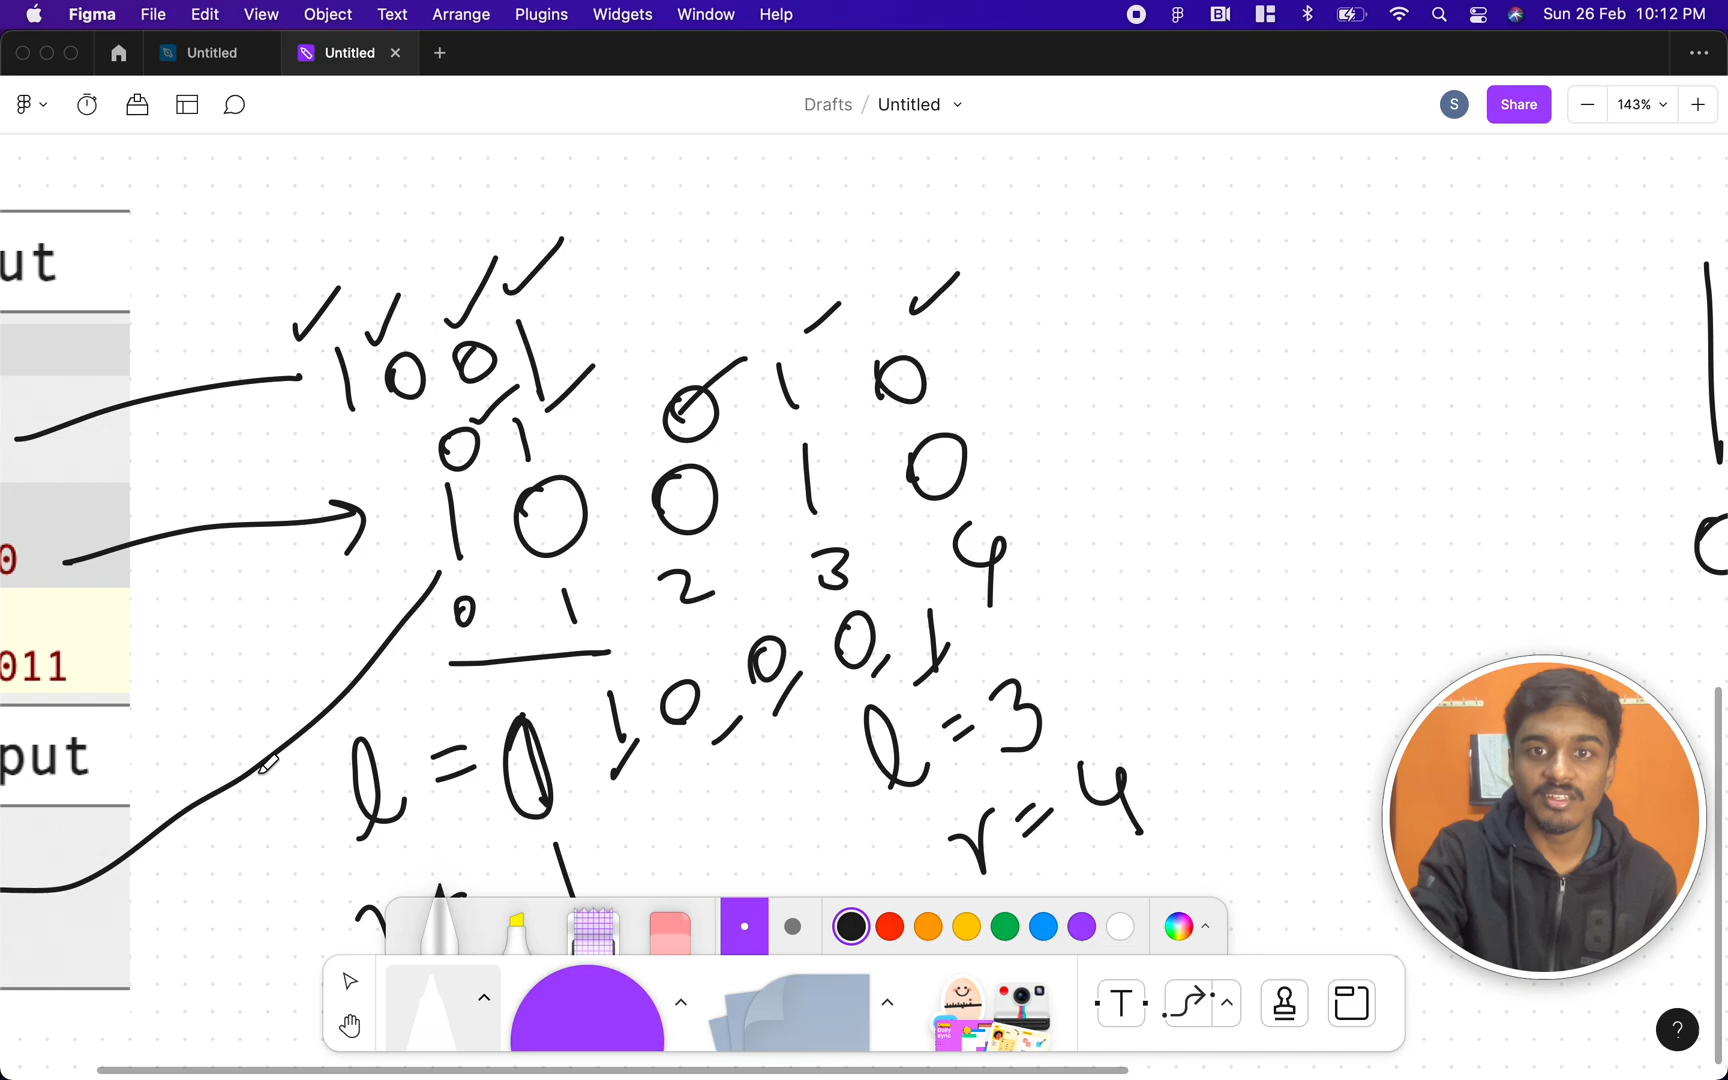 Figma File Edit View Object Text Arrange Plugins Widgets Window Help Sun 26 Feb 10:12 PM
Untitled Untitled
Drafts / Untitled S Share 143%
ut
1 0 0 1 0 1 0
0 1
1 0 0 1 0
0
0 1 2 3 4
011
1, 0, 0, 0, 1
l = 0 l = 3
put
r = 4
1
T
?